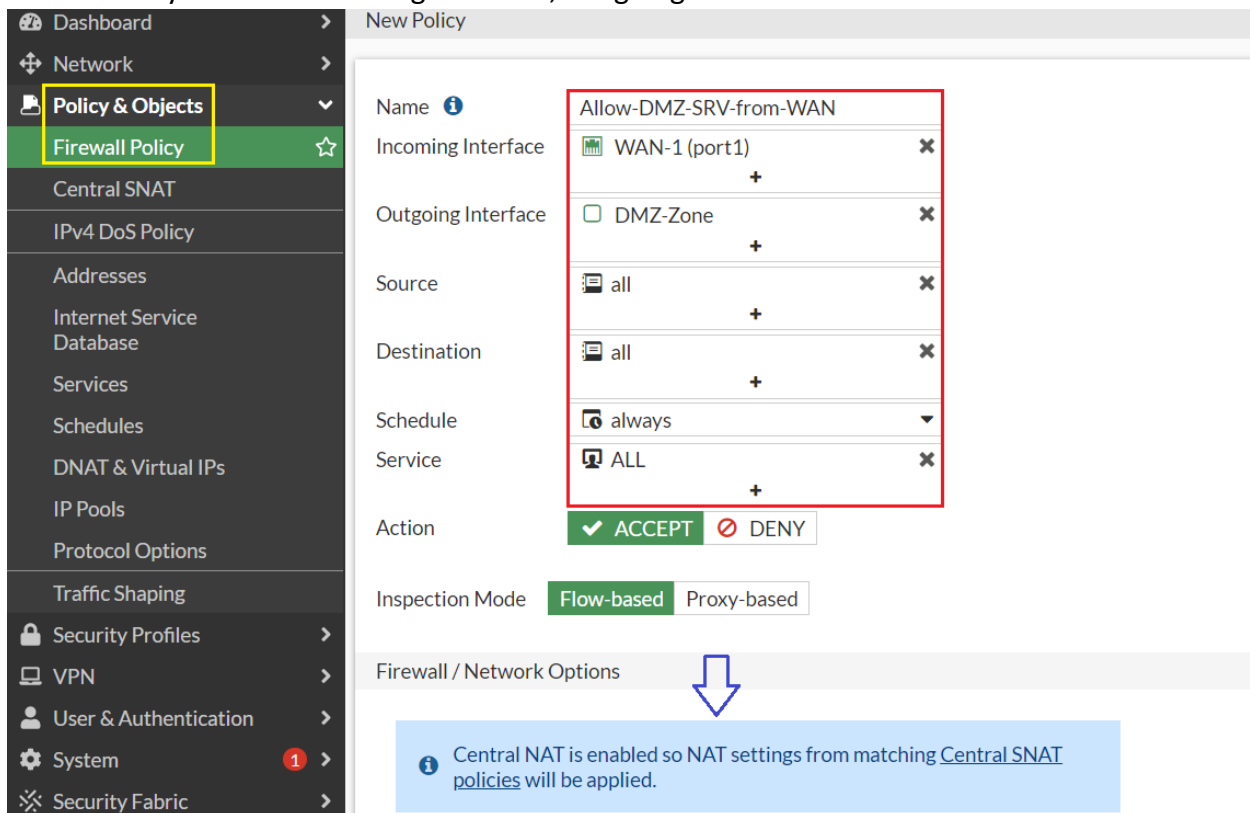 Dashboard
Network
Policy & Objects
Firewall Policy
Central SNAT
IPv4 DoS Policy
Addresses
Internet Service
Database
Services
Schedules
DNAT & Virtual IPs
IP Pools
Protocol Options
Traffic Shaping
Security Profiles
VPN
User & Authentication
System 1
Security Fabric
New Policy
Name Allow-DMZ-SRV-from-WAN
Incoming Interface WAN-1 (port1)
+
Outgoing Interface DMZ-Zone
+
Source all
+
Destination all
+
Schedule always
Service ALL
+
Action ACCEPT DENY
Inspection Mode Flow-based Proxy-based
Firewall / Network Options
Central NAT is enabled so NAT settings from matching Central SNAT
policies will be applied.